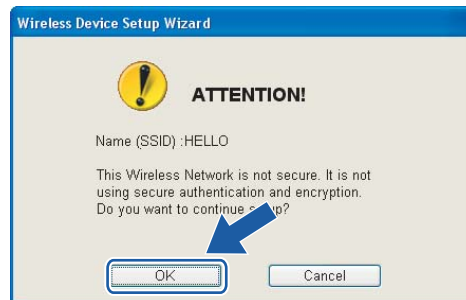 Wireless Device Setup Wizard
ATTENTION!
Name (SSID) :HELLO
This Wireless Network is not secure. It is not
using secure authentication and encryption.
Do you want to continue setup?
OK
Cancel